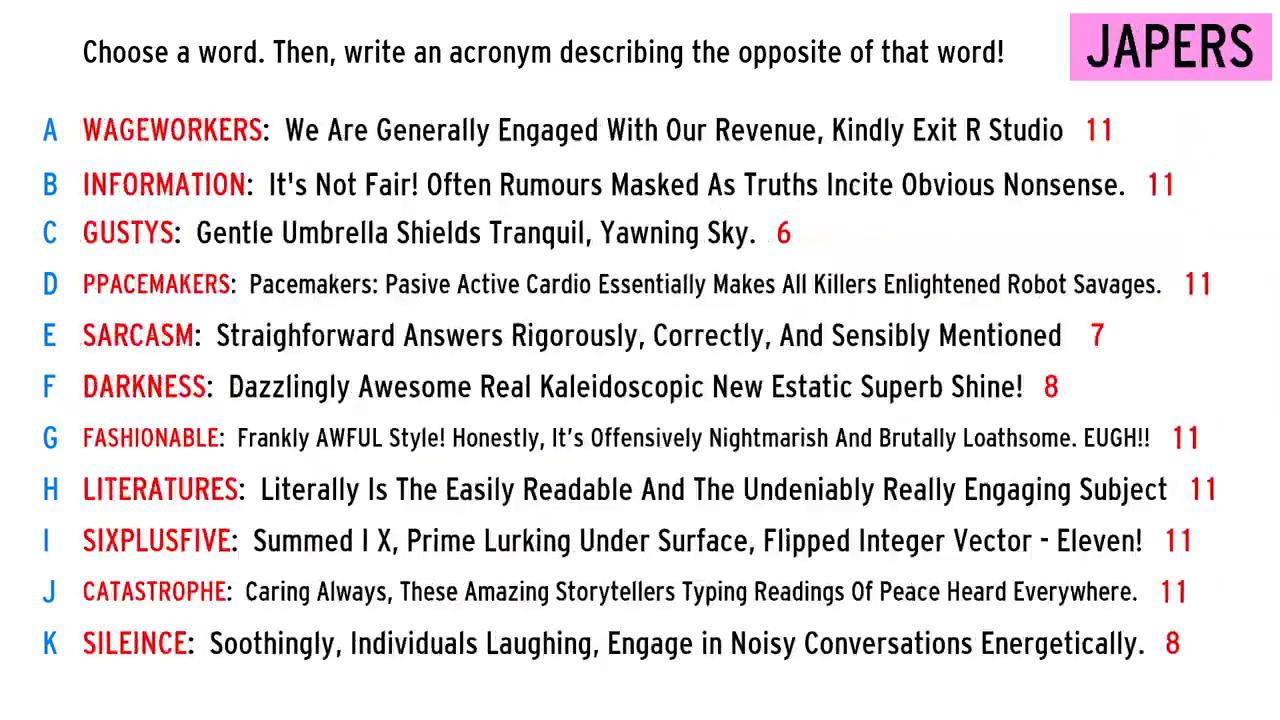 Choose a word. Then, write an acronym describing the opposite of that word!
JAPERS
A WAGEWORKERS: We Are Generally Engaged With Our Revenue, Kindly Exit R Studio 11
B INFORMATION: It's Not Fair! Often Rumours Masked As Truths Incite Obvious Nonsense. 11
C GUSTYS: Gentle Umbrella Shields Tranquil, Yawning Sky. 6
D PPACEMAKERS: Pacemakers: Pasive Active Cardio Essentially Makes All Killers Enlightened Robot Savages. 11
E SARCASM: Straighforward Answers Rigorously, Correctly, And Sensibly Mentioned 7
F DARKNESS: Dazzlingly Awesome Real Kaleidoscopic New Estatic Superb Shine! 8
G FASHIONABLE: Frankly AWFUL Style! Honestly, It's Offensively Nightmarish And Brutally Loathsome. EUGH!! 11
H LITERATURES: Literally Is The Easily Readable And The Undeniably Really Engaging Subject 11
I SIXPLUSFIVE: Summed I X, Prime Lurking Under Surface, Flipped Integer Vector - Eleven! 11
J CATASTROPHE: Caring Always, These Amazing Storytellers Typing Readings Of Peace Heard Everywhere. 11
K SILEINCE: Soothingly, Individuals Laughing, Engage in Noisy Conversations Energetically. 8